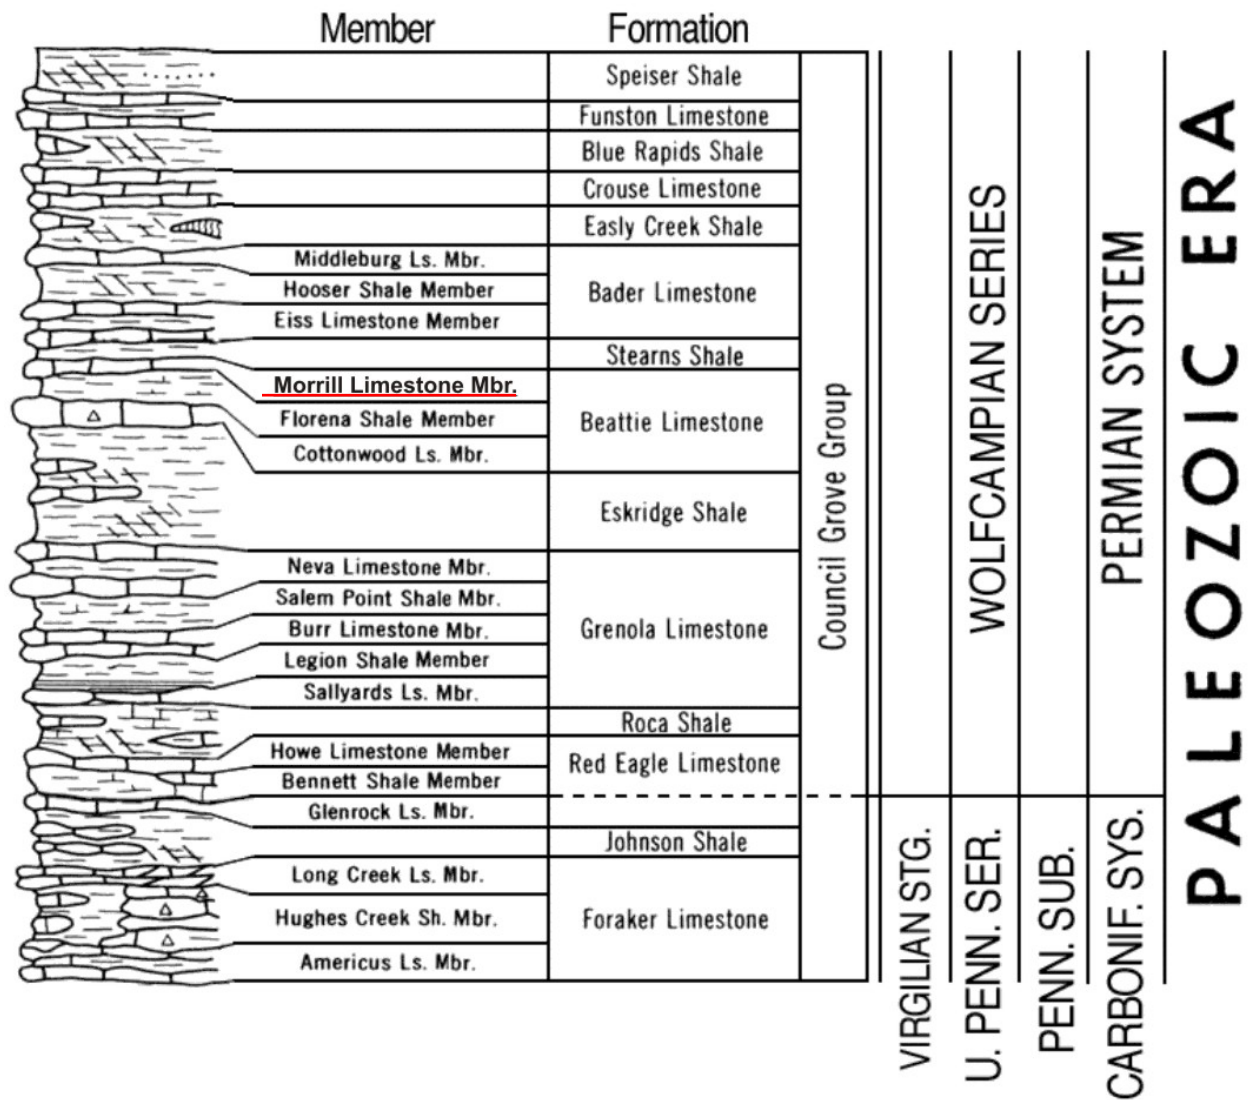 Member Formation
Speiser Shale
Funston Limestone
Blue Rapids Shale
Crouse Limestone
Easly Creek Shale
Middleburg Ls. Mbr.
Hooser Shale Member
Eiss Limestone Member
Bader Limestone
Stearns Shale
Morrill Limestone Mbr.
Florena Shale Member
Cottonwood Ls. Mbr.
Beattie Limestone
Eskridge Shale
Neva Limestone Mbr.
Salem Point Shale Mbr.
Burr Limestone Mbr.
Legion Shale Member
Sallyards Ls. Mbr.
Grenola Limestone
Roca Shale
Howe Limestone Member
Bennett Shale Member
Glenrock Ls. Mbr.
Red Eagle Limestone
Johnson Shale
Long Creek Ls. Mbr.
Hughes Creek Sh. Mbr.
Americus Ls. Mbr.
Foraker Limestone
Council Grove Group
VIRGILIAN STG.
WOLFCAMPIAN SERIES
U. PENN. SER.
PENN. SUB.
PERMIAN SYSTEM
CARBONIF. SYS.
PALEOZOIC ERA